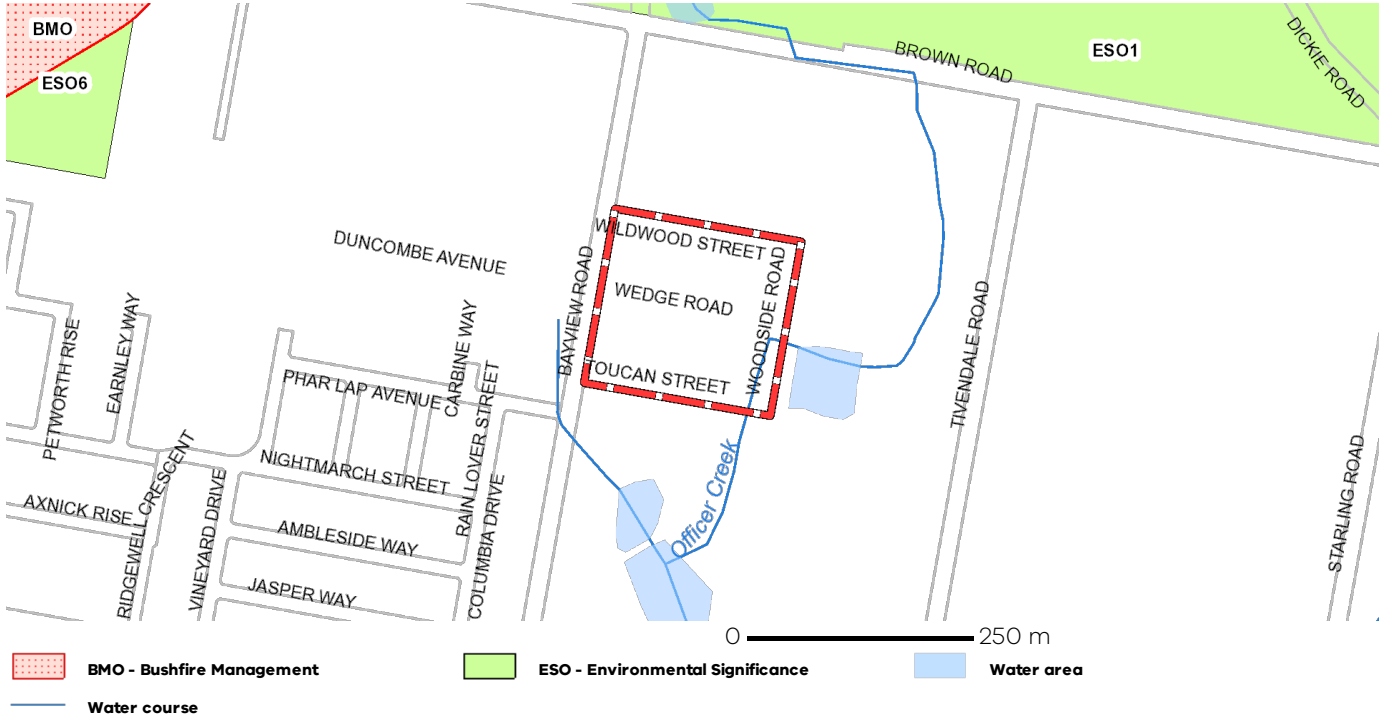 BMO
ESO6
BROWN ROAD
ESO1
DICKIE ROAD
DUNCOMBE AVENUE
WILDWOOD STREET
WEDGE ROAD
BAYVIEW ROAD
WOODSIDE ROAD
TOUCAN STREET
TIVENDALE ROAD
PETWORTH RISE
EARNLEY WAY
PHAR LAP AVENUE
CARBINE WAY
RAIN LOVER STREET
NIGHTMARCH STREET
RIDGEWELL CRESCENT
AXNICK RISE
VINEYARD DRIVE
AMBLESIDE WAY
COLUMBIA DRIVE
JASPER WAY
Officer Creek
STARLING ROAD
0 250 m
BMO - Bushfire Management
ESO - Environmental Significance
Water area
Water course